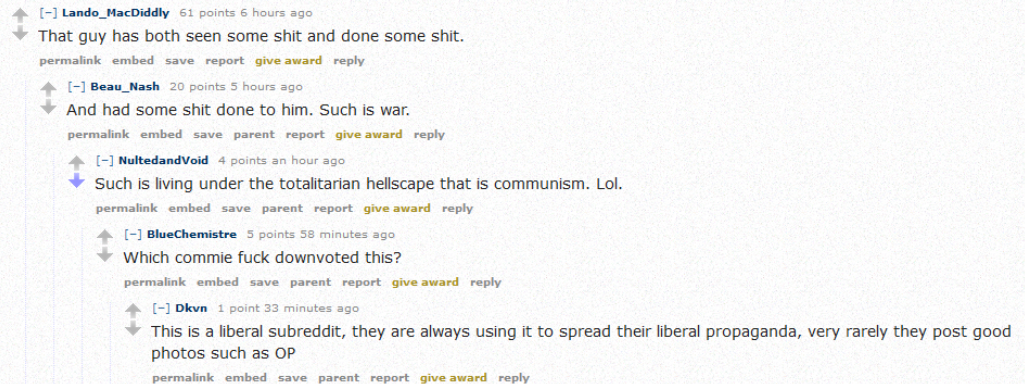 [–] Lando_MacDiddly 61 points 6 hours ago
That guy has both seen some shit and done some shit.
permalink embed save report give award reply
[–] Beau_Nash 20 points 5 hours ago
And had some shit done to him. Such is war.
permalink embed save parent report give award reply
[–] NultedandVoid 4 points an hour ago
Such is living under the totalitarian hellscape that is communism. Lol.
permalink embed save parent report give award reply
[–] BlueChemistre 5 points 58 minutes ago
Which commie fuck downvoted this?
permalink embed save parent report give award reply
[–] Dkvn 1 point 33 minutes ago
This is a liberal subreddit, they are always using it to spread their liberal propaganda, very rarely they post good
photos such as OP
permalink embed save parent report give award reply